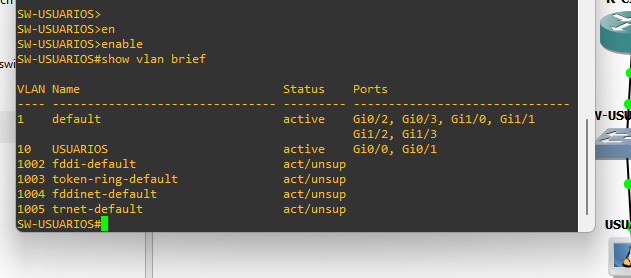 SW-USUARIOS>
SW-USUARIOS>en
SW-USUARIOS>enable
SW-USUARIOS#show vlan brief
VLAN Name                             Status    Ports
---- -------------------------------- --------- -------------------------------
1    default                          active    Gi0/2, Gi0/3, Gi1/0, Gi1/1
                                                Gi1/2, Gi1/3
10   USUARIOS                         active    Gi0/0, Gi0/1
1002 fddi-default                     act/unsup
1003 token-ring-default               act/unsup
1004 fddinet-default                  act/unsup
1005 trnet-default                    act/unsup
SW-USUARIOS#